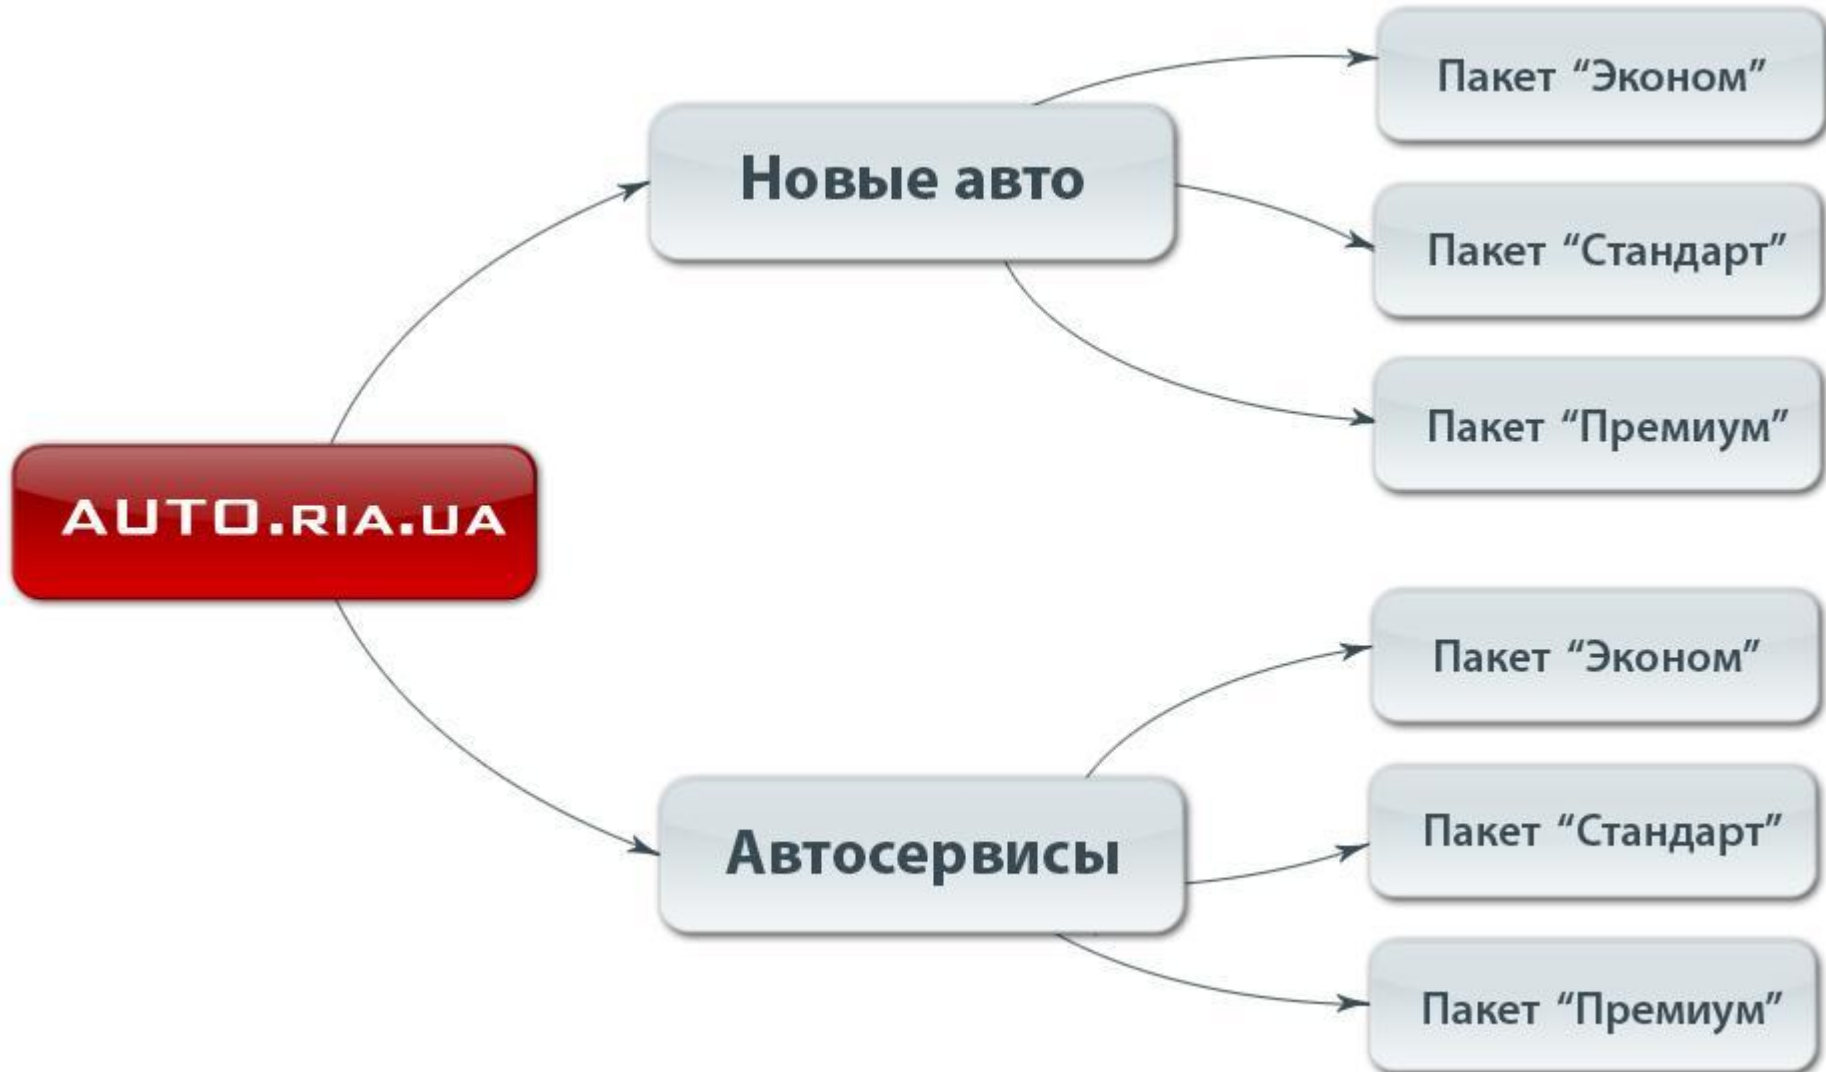 AUTO.RIA.UA
Новые авто
Пакет “Эконом”
Пакет “Стандарт”
Пакет “Премиум”
Автосервисы
Пакет “Эконом”
Пакет “Стандарт”
Пакет “Премиум”